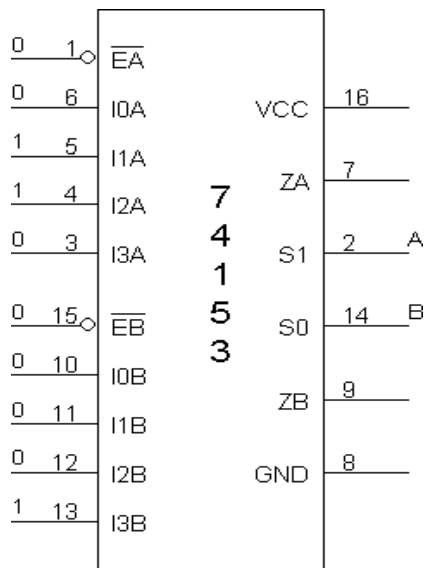 0 1 E̅A̅
0 6 I0A
1 5 I1A
1 4 I2A
0 3 I3A
0 15 E̅B̅
0 10 I0B
0 11 I1B
0 12 I2B
1 13 I3B
7
4
1
5
3
VCC 16
ZA 7
S1 2 A
S0 14 B
ZB 9
GND 8